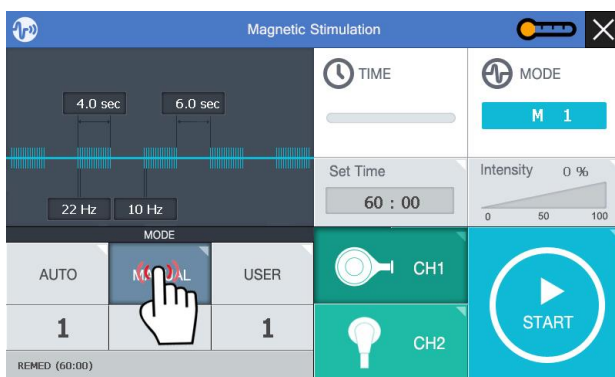 Magnetic Stimulation
4.0 sec
6.0 sec
22 Hz
10 Hz
TIME
MODE
M 1
Set Time
60 : 00
Intensity 0 %
0 50 100
MODE
AUTO
USER
1
1
REMED (60:00)
CH1
CH2
START